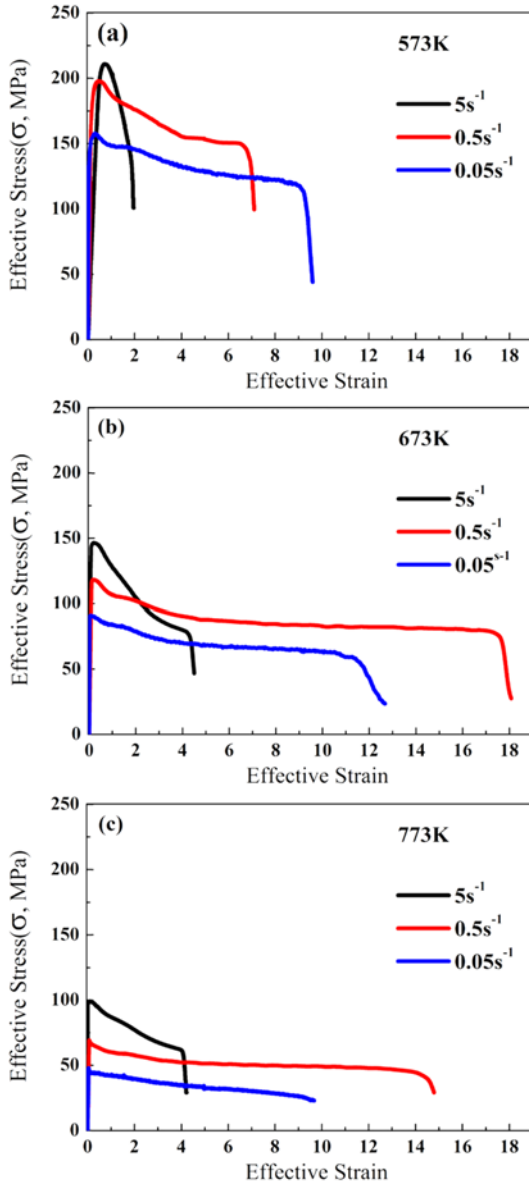 (a)
573K
5s⁻¹
0.5s⁻¹
0.05s⁻¹
Effective Stress(σ, MPa)
250
200
150
100
50
0
0 2 4 6 8 10 12 14 16 18
Effective Strain
(b)
673K
5s⁻¹
0.5s⁻¹
0.05ˢ⁻¹
Effective Stress(σ, MPa)
250
200
150
100
50
0
0 2 4 6 8 10 12 14 16 18
Effective Strain
(c)
773K
5s⁻¹
0.5s⁻¹
0.05s⁻¹
Effective Stress(σ, MPa)
250
200
150
100
50
0
0 2 4 6 8 10 12 14 16 18
Effective Strain